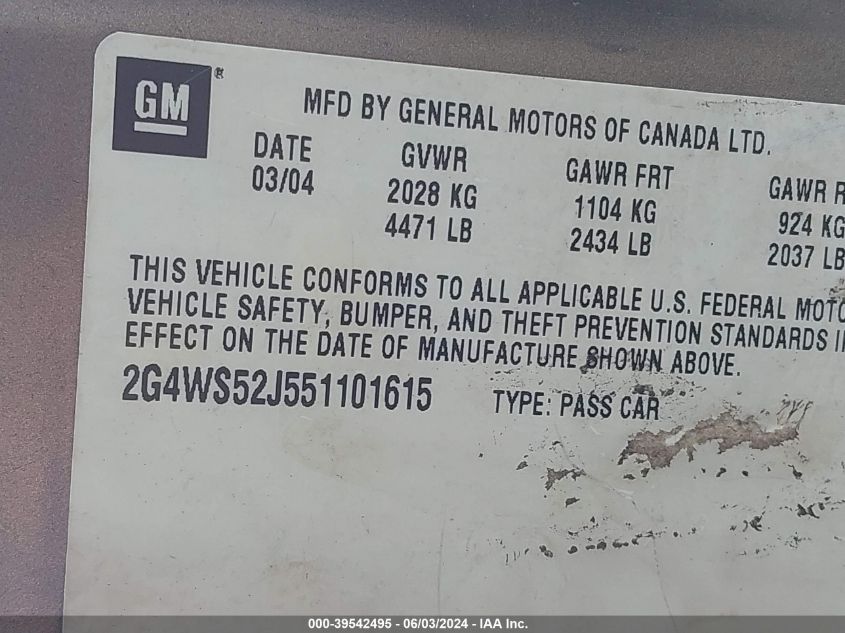 GM®
MFD BY GENERAL MOTORS OF CANADA LTD.
DATE GVWR GAWR FRT GAWR R
03/04 2028 KG 1104 KG 924 KG
4471 LB 2434 LB 2037 LB
THIS VEHICLE CONFORMS TO ALL APPLICABLE U.S. FEDERAL MOTO
VEHICLE SAFETY, BUMPER, AND THEFT PREVENTION STANDARDS I
EFFECT ON THE DATE OF MANUFACTURE SHOWN ABOVE.
2G4WS52J551101615 TYPE: PASS CAR
000-39542495 - 06/03/2024 - IAA Inc.